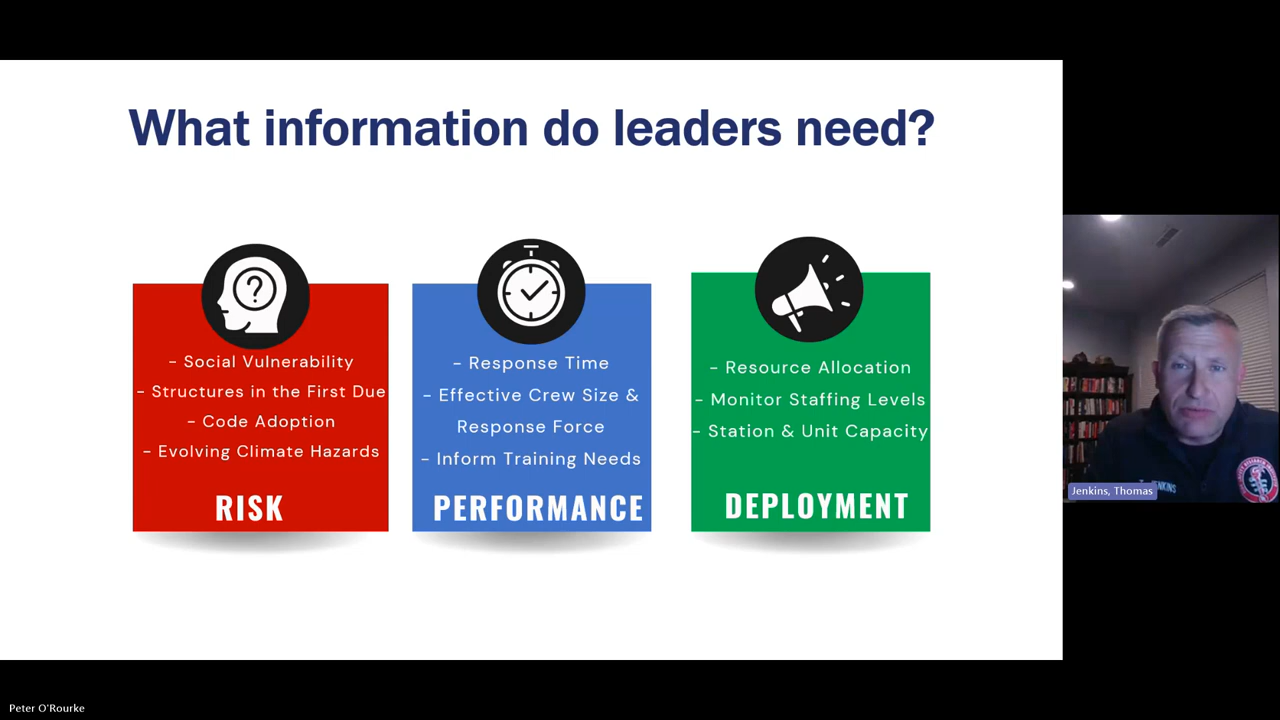 What information do leaders need?
?
- Social Vulnerability
- Structures in the First Due
- Code Adoption
- Evolving Climate Hazards
RISK
- Response Time
- Effective Crew Size &
Response Force
- Inform Training Needs
PERFORMANCE
- Resource Allocation
- Monitor Staffing Levels
- Station & Unit Capacity
DEPLOYMENT
JENKINS
Jenkins, Thomas
Peter O'Rourke